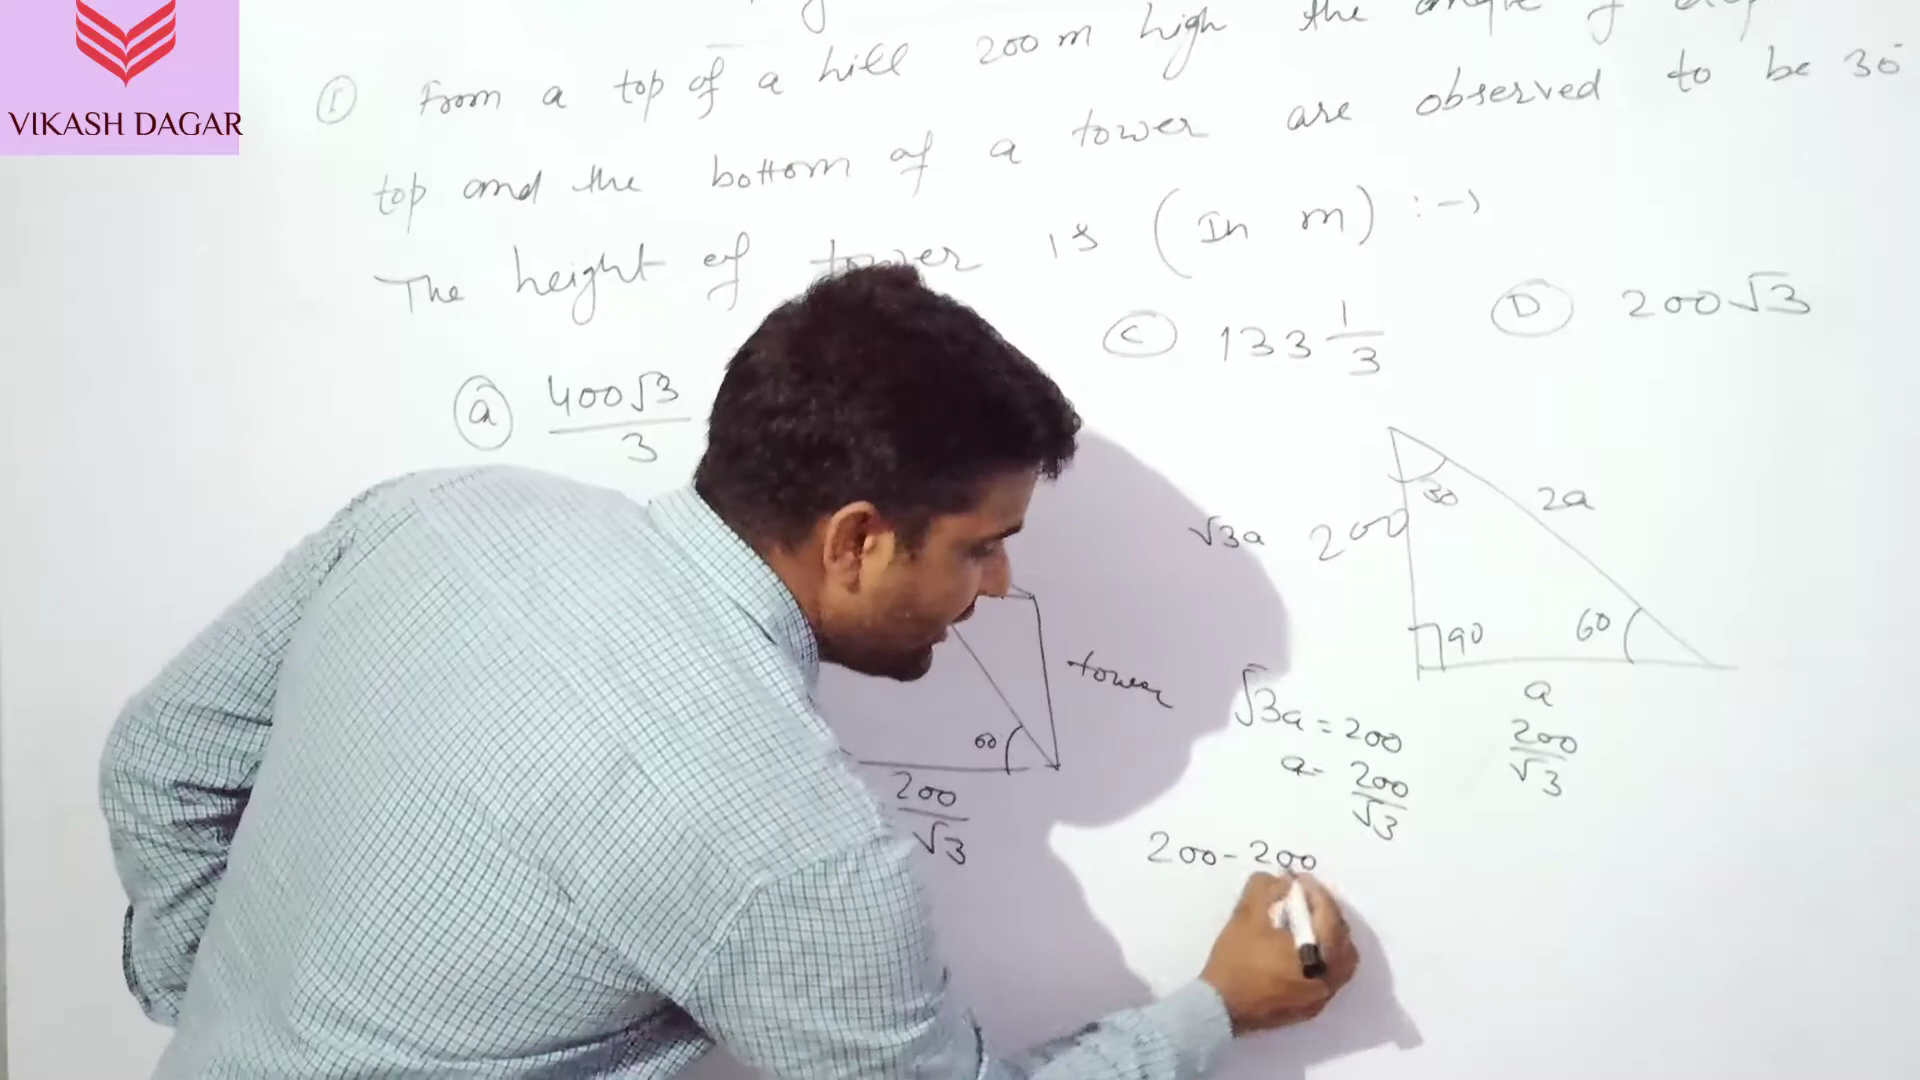 VIKASH DAGAR
① From a top of a hill 200 m high the angle of
top and the bottom of a tower are observed to be 30°
The height of tower is (In m) :→
ⓐ 400√3/3
Ⓒ 133 1/3
Ⓓ 200√3
30
2a
√3a 200
90
60
a
200/√3
tower
60
200/√3
√3a = 200
a = 200/√3
200 - 200